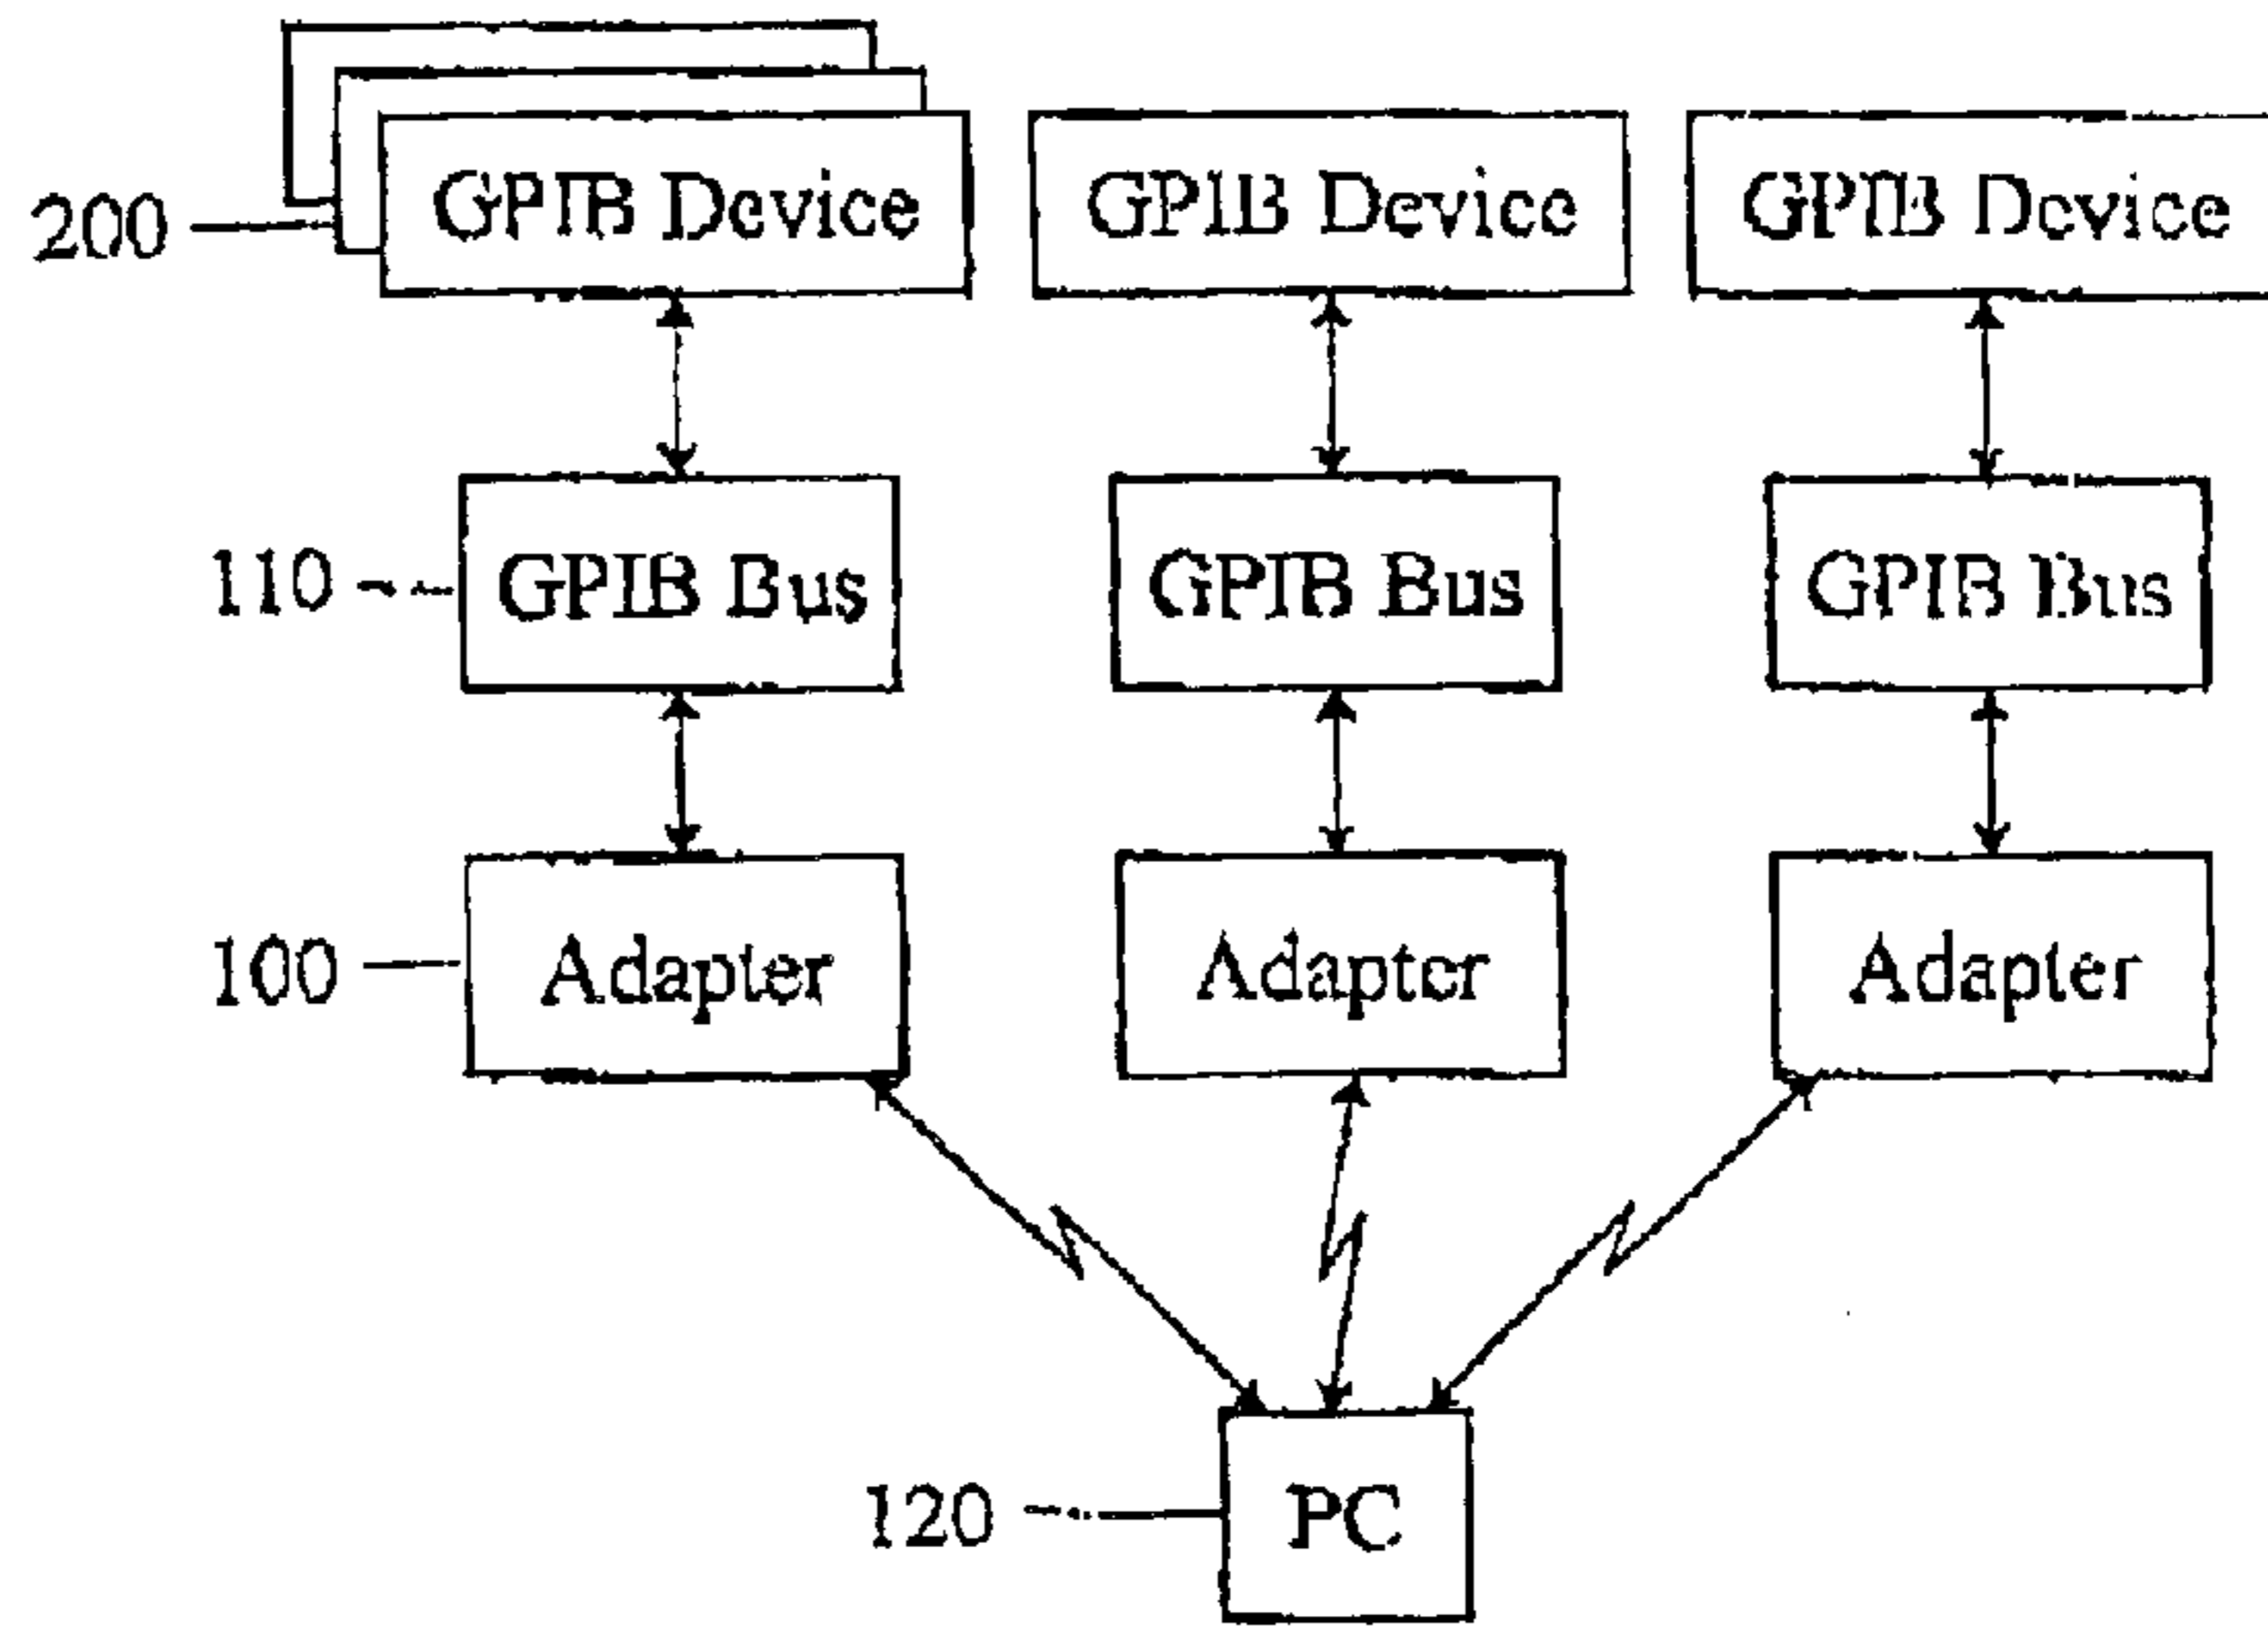 200 GPIB Device GPIB Device GPIB Device
110 GPIB Bus GPIB Bus GPIB Bus
100 Adapter Adapter Adapter
120 PC